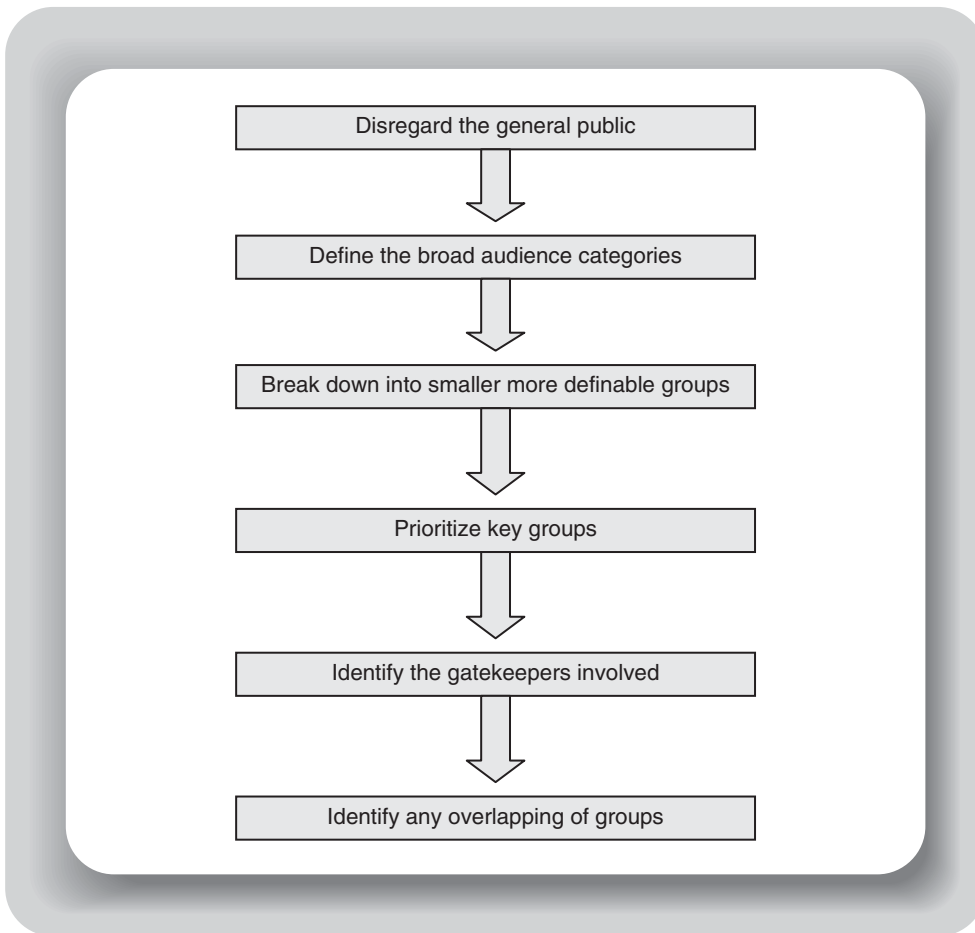 Disregard the general public
Define the broad audience categories
Break down into smaller more definable groups
Prioritize key groups
Identify the gatekeepers involved
Identify any overlapping of groups